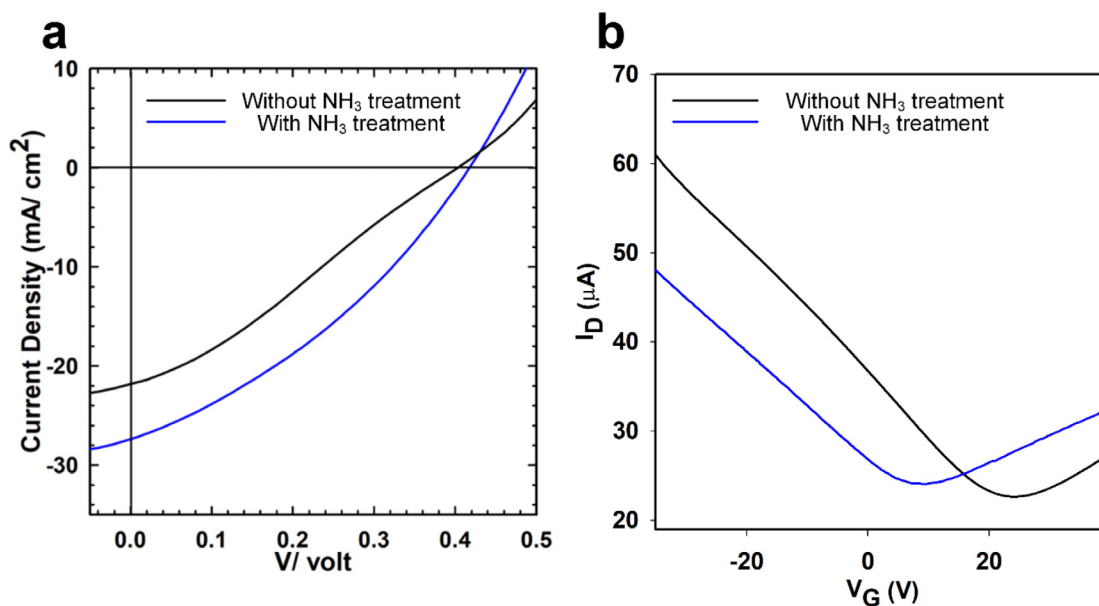 a
Without NH₃ treatment
With NH₃ treatment
Current Density (mA/ cm²)
10
0
-10
-20
-30
0.0 0.1 0.2 0.3 0.4 0.5
V/ volt
b
Without NH₃ treatment
With NH₃ treatment
I_D (μA)
70
60
50
40
30
20
-20 0 20
V_G (V)